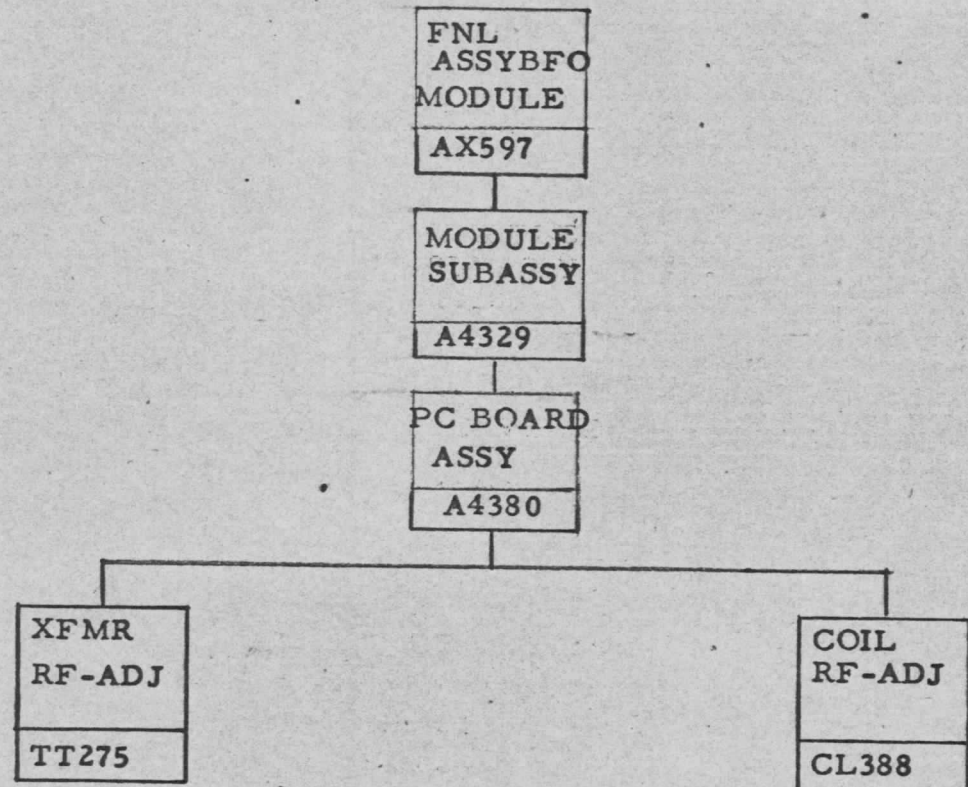 FNL
ASSYBFO
MODULE
AX597
MODULE
SUBASSY
A4329
PC BOARD
ASSY
A4380
XFMR
RF-ADJ
TT275
COIL
RF-ADJ
CL388